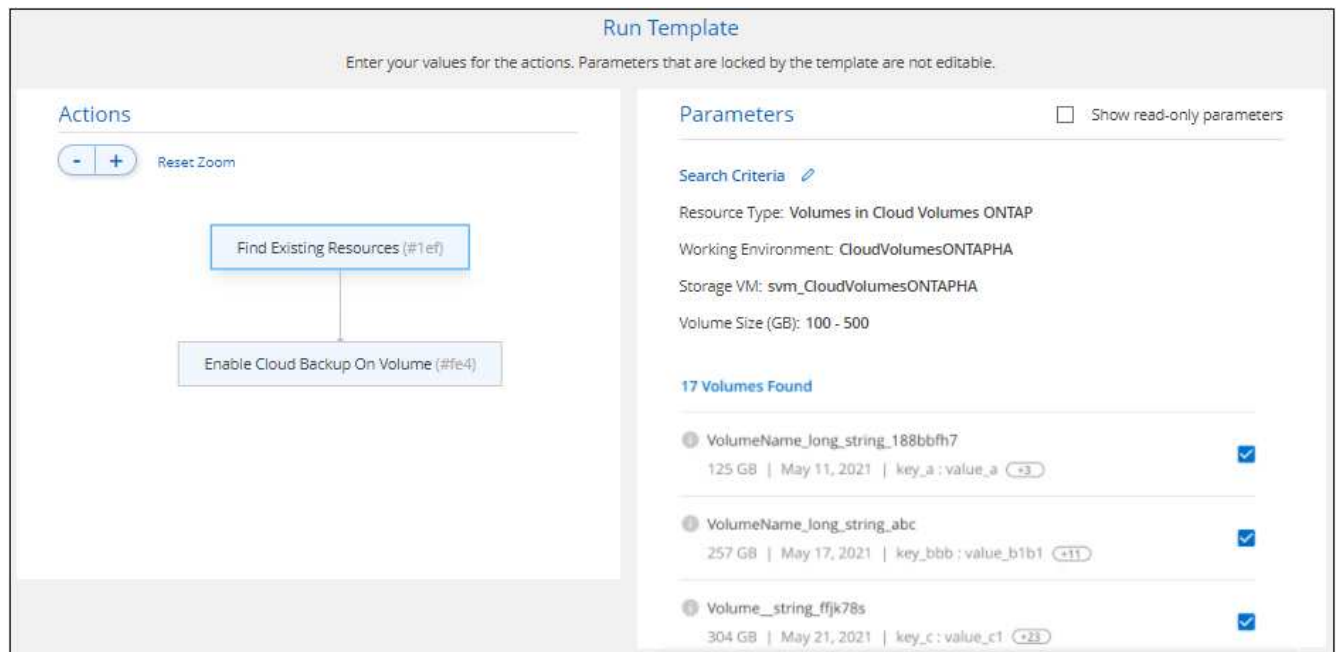 Run Template
Enter your values for the actions. Parameters that are locked by the template are not editable.
Actions
- +
Reset Zoom
Find Existing Resources (#1ef)
Enable Cloud Backup On Volume (#fe4)
Parameters
Show read-only parameters
Search Criteria
Resource Type: Volumes in Cloud Volumes ONTAP
Working Environment: CloudVolumesONTAPHA
Storage VM: svm_CloudVolumesONTAPHA
Volume Size (GB): 100 - 500
17 Volumes Found
VolumeName_long_string_188bbfh7
125 GB | May 11, 2021 | key_a : value_a +3
VolumeName_long_string_abc
257 GB | May 17, 2021 | key_bbb : value_b1b1 +11
Volume__string_ffjk78s
304 GB | May 21, 2021 | key_c : value_c1 +23